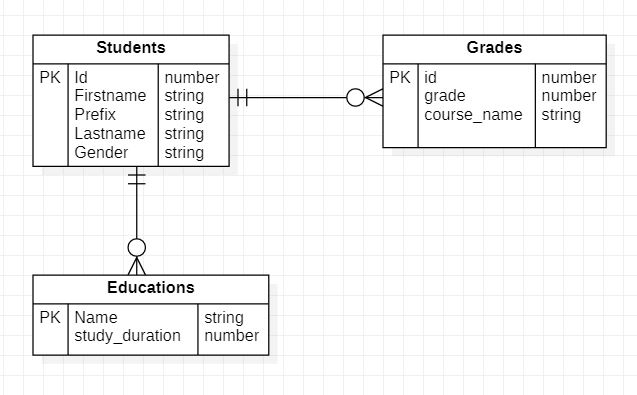 Students
PK Id number
Firstname string
Prefix string
Lastname string
Gender string
Grades
PK id number
grade number
course_name string
Educations
PK Name string
study_duration number